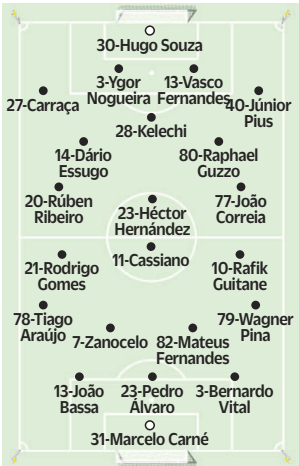 30-Hugo Souza
3-Ygor
Nogueira
13-Vasco
Fernandes
27-Carraça
40-Júnior
Pius
28-Kelechi
14-Dário
Essugo
80-Raphael
Guzzo
20-Rúben
Ribeiro
77-João
Correia
23-Héctor
Hernández
11-Cassiano
21-Rodrigo
Gomes
10-Rafik
Guitane
78-Tiago
Araújo
79-Wagner
Pina
7-Zanocelo
82-Mateus
Fernandes
13-João
Bassa
23-Pedro
Álvaro
3-Bernardo
Vital
31-Marcelo Carné